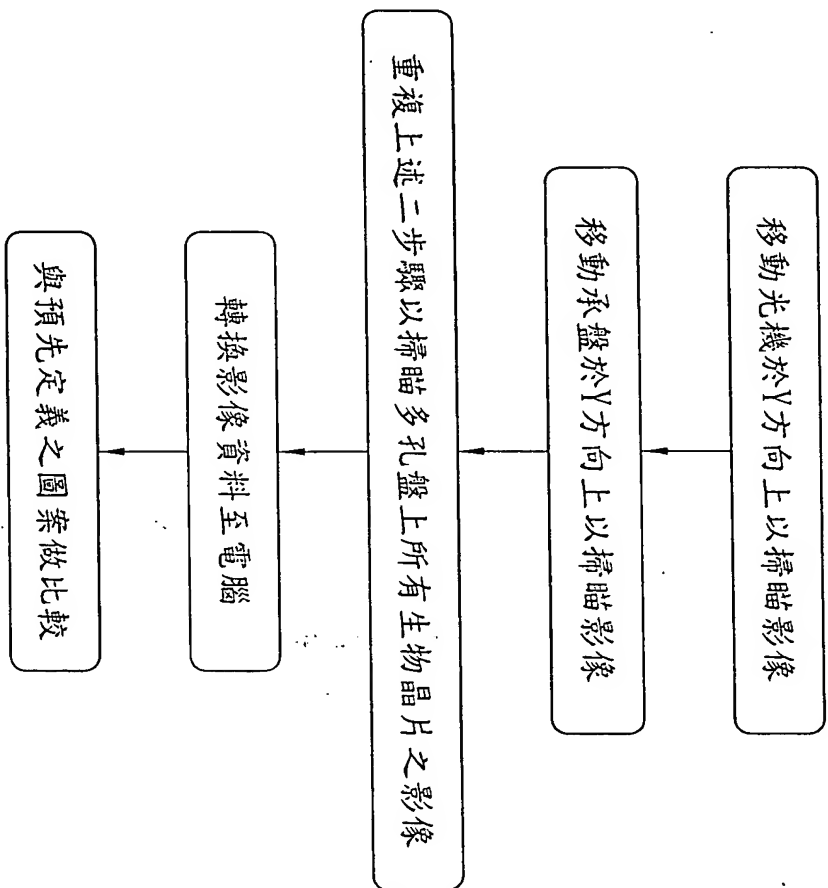 移動光機於Y方向上以掃瞄影像
移動承盤於Y方向上以掃瞄影像
重複上述二步驟以掃瞄多孔盤上所有生物晶片之影像
轉換影像資料至電腦
與預先定義之圖案做比較